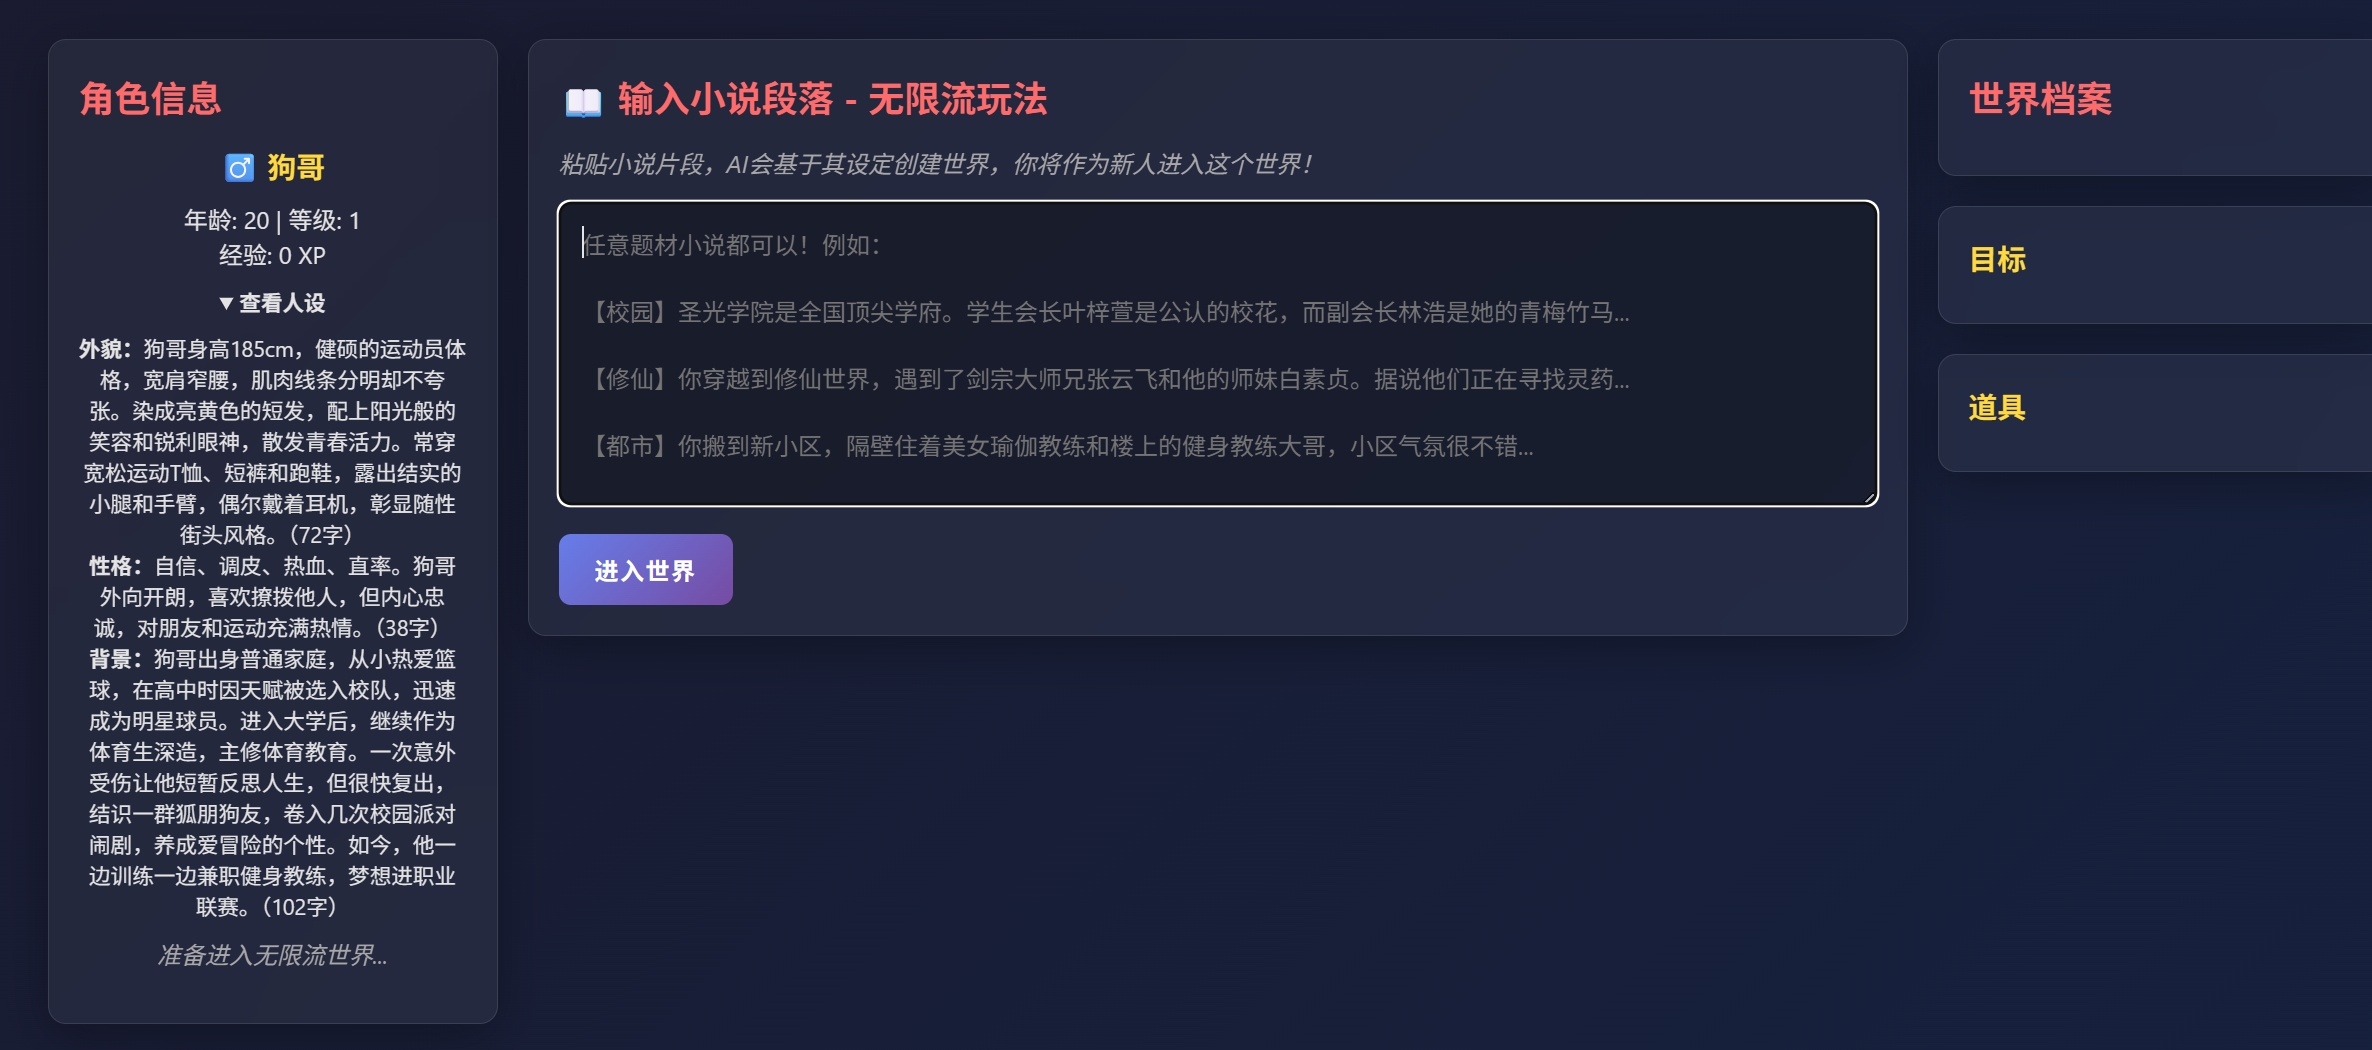 角色信息
♂ 狗哥
年龄: 20 | 等级: 1
经验: 0 XP
▼ 查看人设
外貌：狗哥身高185cm，健硕的运动员体
格，宽肩窄腰，肌肉线条分明却不夸
张。染成亮黄色的短发，配上阳光般的
笑容和锐利眼神，散发青春活力。常穿
宽松运动T恤、短裤和跑鞋，露出结实的
小腿和手臂，偶尔戴着耳机，彰显随性
街头风格。（72字）
性格：自信、调皮、热血、直率。狗哥
外向开朗，喜欢撩拨他人，但内心忠
诚，对朋友和运动充满热情。（38字）
背景：狗哥出身普通家庭，从小热爱篮
球，在高中时因天赋被选入校队，迅速
成为明星球员。进入大学后，继续作为
体育生深造，主修体育教育。一次意外
受伤让他短暂反思人生，但很快复出，
结识一群狐朋狗友，卷入几次校园派对
闹剧，养成爱冒险的个性。如今，他一
边训练一边兼职健身教练，梦想进职业
联赛。（102字）
准备进入无限流世界...
📖 输入小说段落 - 无限流玩法
粘贴小说片段，AI会基于其设定创建世界，你将作为新人进入这个世界！
任意题材小说都可以！例如：
【校园】圣光学院是全国顶尖学府。学生会长叶梓萱是公认的校花，而副会长林浩是她的青梅竹马...
【修仙】你穿越到修仙世界，遇到了剑宗大师兄张云飞和他的师妹白素贞。据说他们正在寻找灵药...
【都市】你搬到新小区，隔壁住着美女瑜伽教练和楼上的健身教练大哥，小区气氛很不错...
进入世界
世界档案
目标
道具